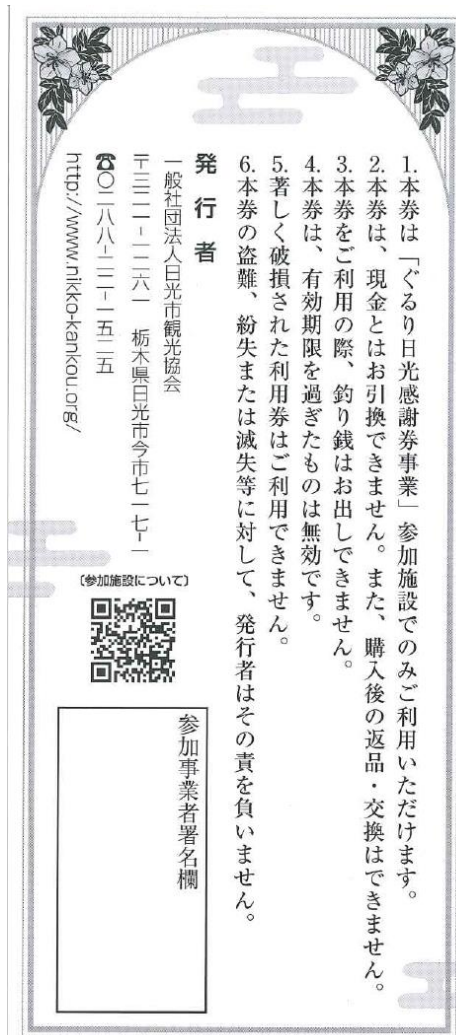 1.本券は「ぐるり日光感謝券事業」参加施設でのみご利用いただけます。
2.本券は、現金とはお引換できません。また、購入後の返品・交換はできません。
3.本券をご利用の際、釣り銭はお出しできません。
4.本券は、有効期限を過ぎたものは無効です。
5.著しく破損された利用券はご利用できません。
6.本券の盗難、紛失または滅失等に対して、発行者はその責を負いません。
発行者
一般社団法人日光市観光協会
〒三二一-一二六一 栃木県日光市今市七一七-一
☎〇二八八-二二-一五二五
http://www.nikko-kankou.org/
〔参加施設について〕
参加事業者署名欄